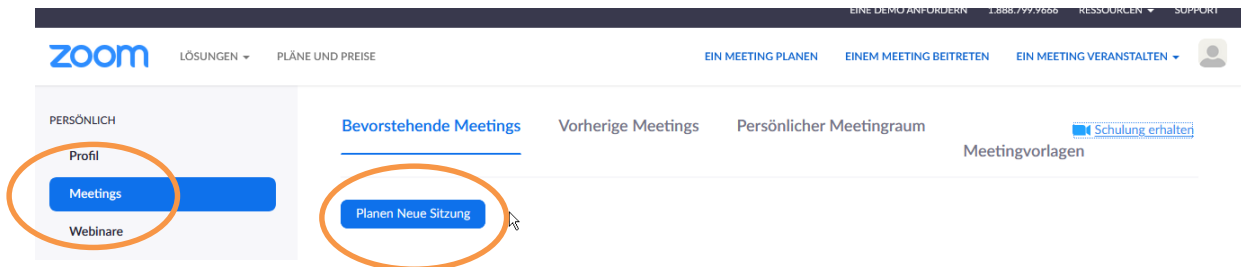 EINE DEMO ANFORDERN 1.888.799.9666 RESSOURCEN SUPPORT
zoom LÖSUNGEN PLÄNE UND PREISE EIN MEETING PLANEN EINEM MEETING BEITRETEN EIN MEETING VERANSTALTEN
PERSÖNLICH
Profil
Meetings
Webinare
Bevorstehende Meetings Vorherige Meetings Persönlicher Meetingraum
Schulung erhalten
Meetingvorlagen
Planen Neue Sitzung